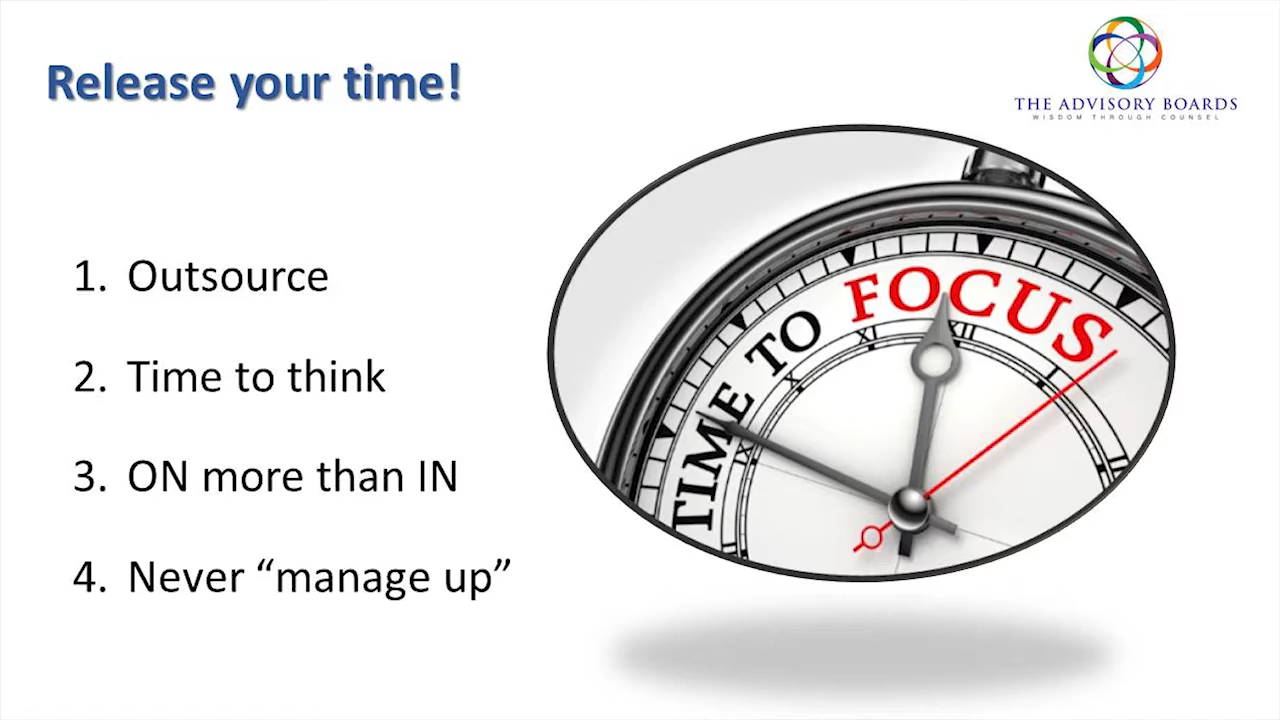 Release your time!
THE ADVISORY BOARDS
WISDOM THROUGH COUNSEL
1. Outsource
2. Time to think
3. ON more than IN
4. Never “manage up”
TIME TO FOCUS
IX
X
XI
XII